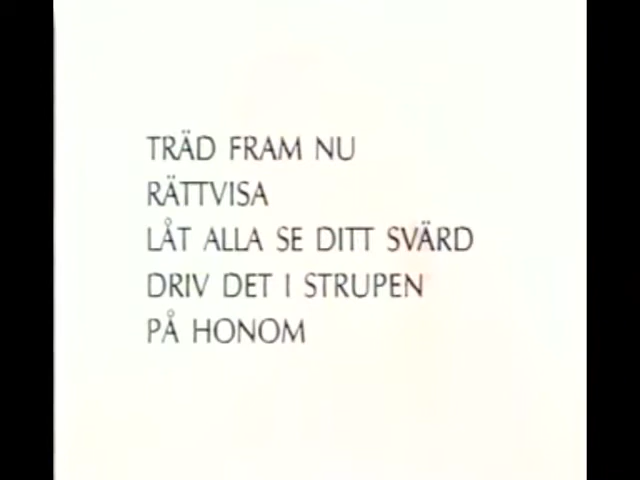 TRÄD FRAM NU
RÄTTVISA
LÅT ALLA SE DITT SVÄRD
DRIV DET I STRUPEN
PÅ HONOM